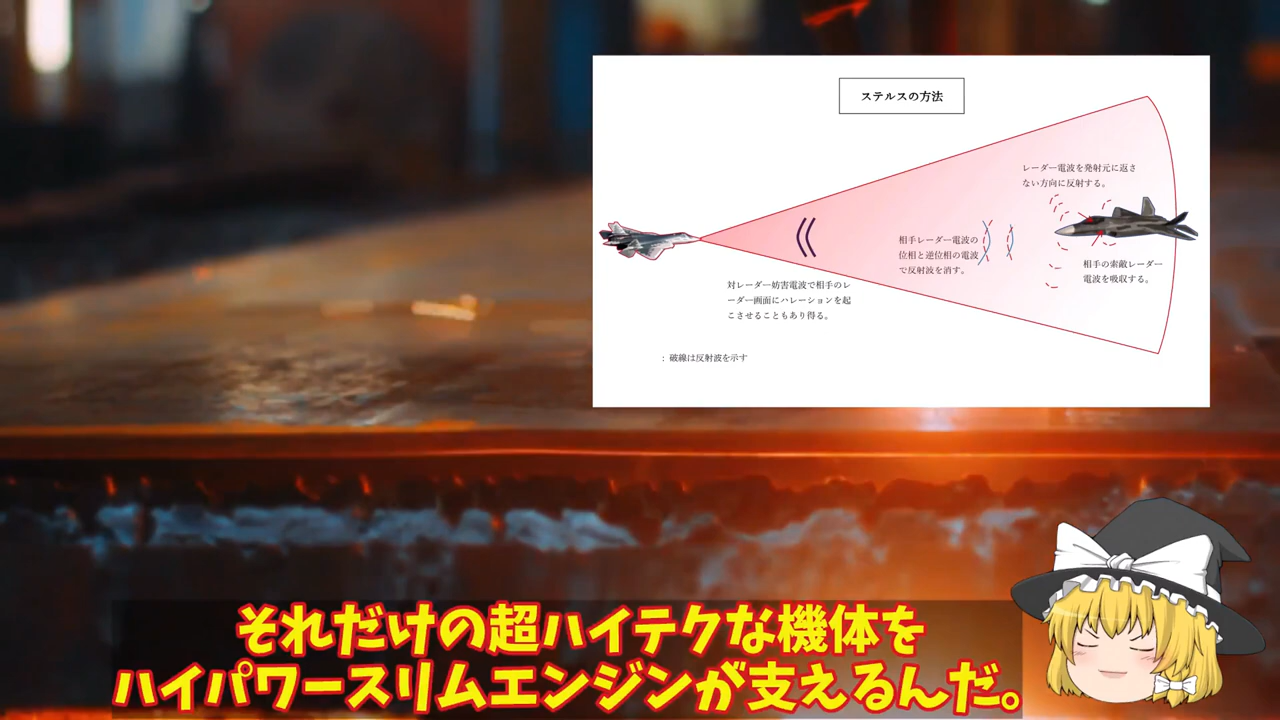 ステルスの方法
レーダー電波を発射元に返さ
ない方向に反射する。
相手レーダー電波の
位相と逆位相の電波
で反射波を消す。
相手の索敵レーダー
電波を吸収する。
対レーダー妨害電波で相手のレ
ーダー画面にハレーションを起
こさせることもあり得る。
: 破線は反射波を示す
それだけの超ハイテクな機体を
ハイパワースリムエンジンが支えるんだ。